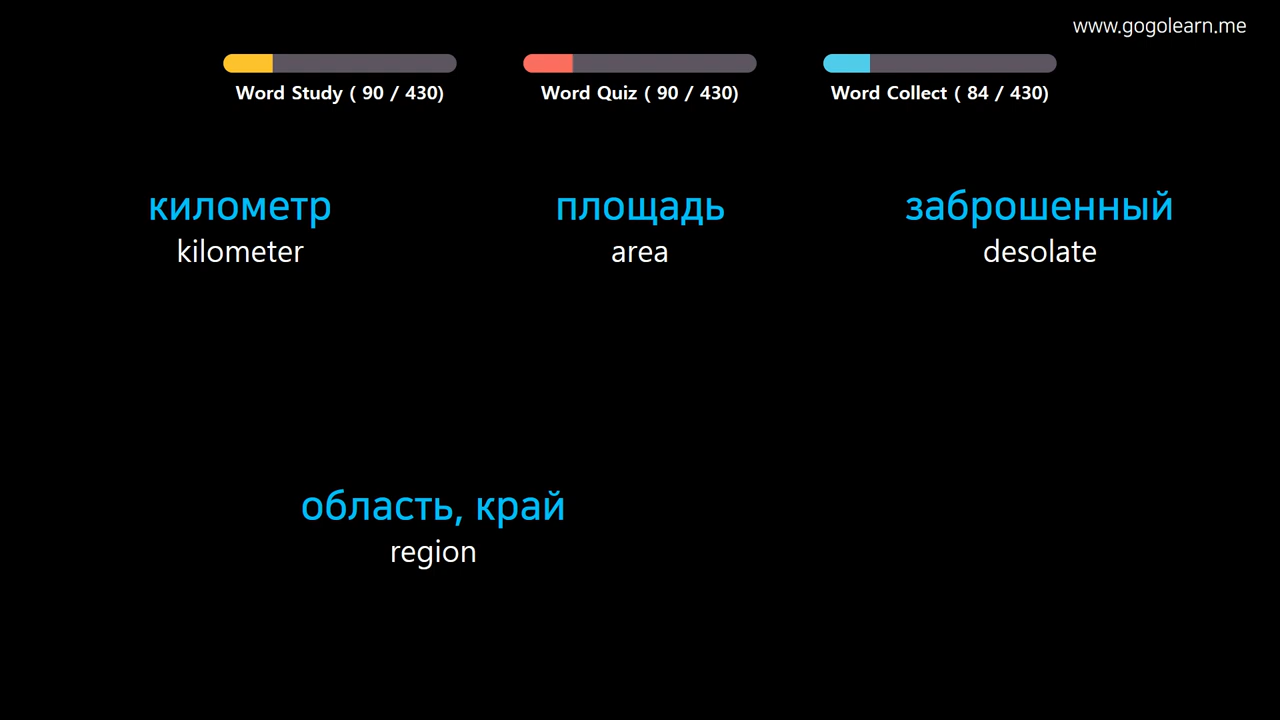 www.gogolearn.me
Word Study ( 90 / 430)
Word Quiz ( 90 / 430)
Word Collect ( 84 / 430)
километр
kilometer
площадь
area
заброшенный
desolate
область, край
region